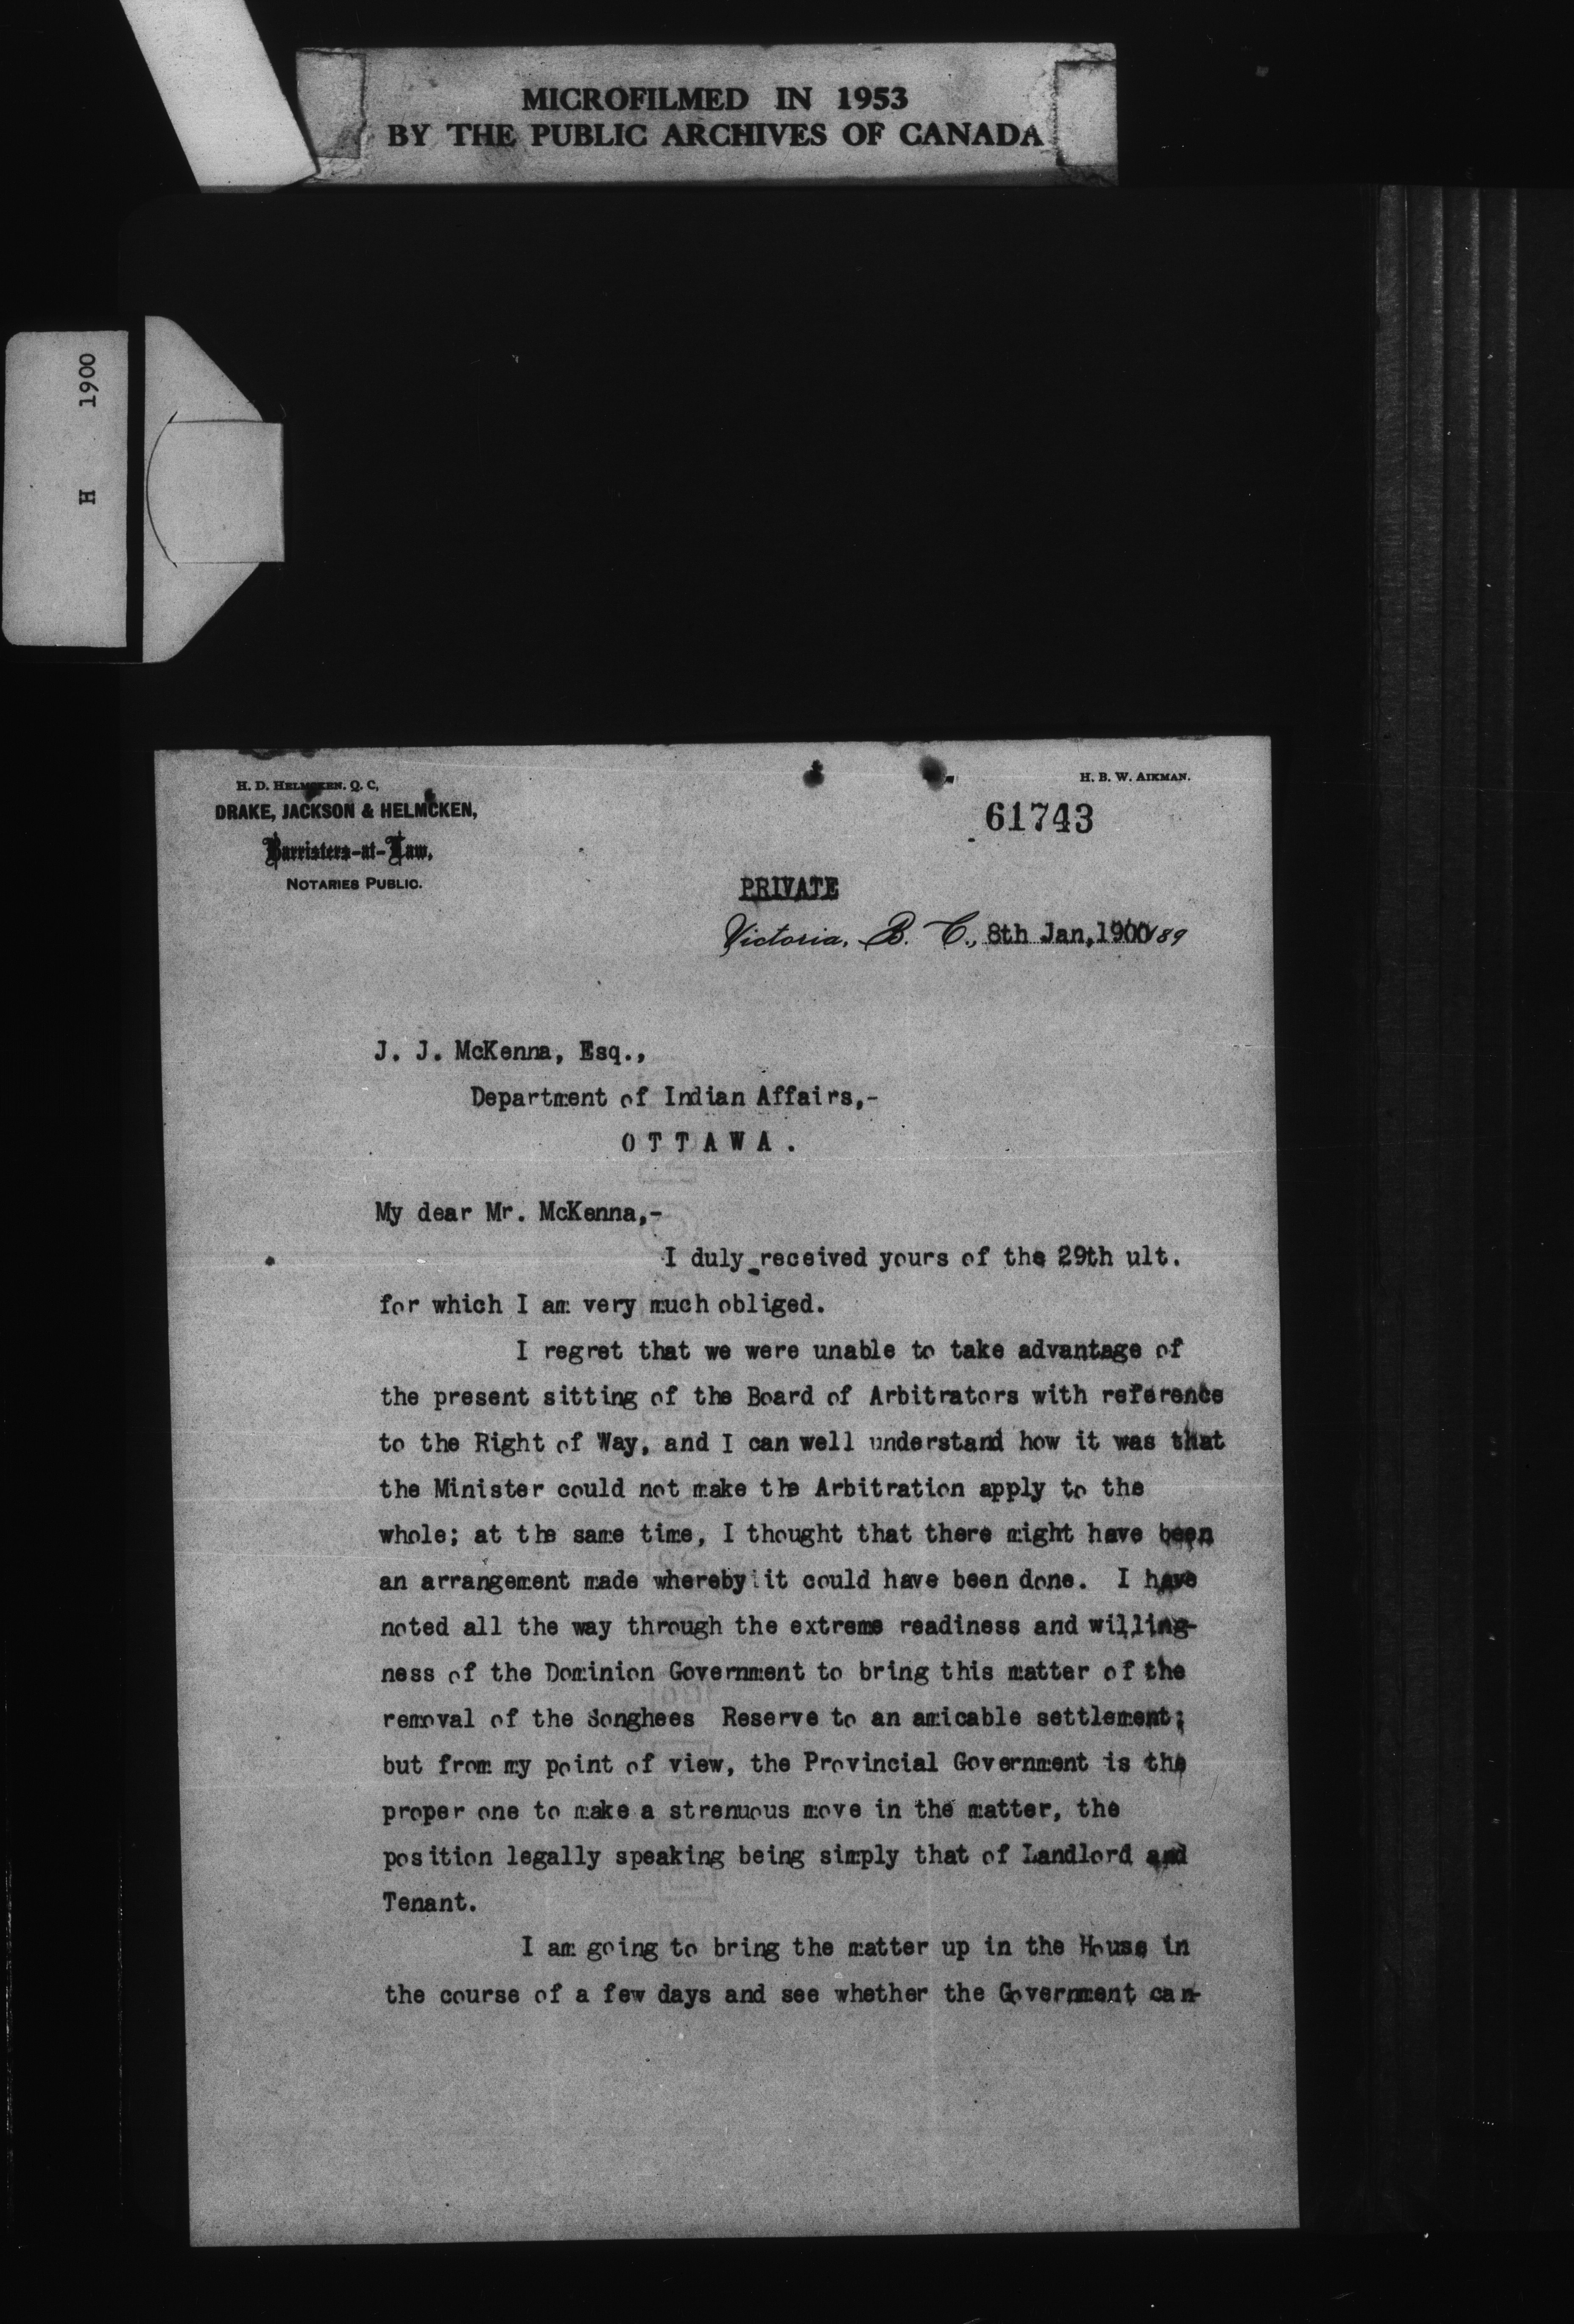 MICROFILMED IN 1953
BY THE PUBLIC ARCHIVES OF CANADA
H 1900
H. D. HELMCKEN. Q. C,
H. B. W. AIKMAN.
DRAKE, JACKSON & HELMCKEN,
61743
Barristers-at-Law,
NOTARIES PUBLIC.
PRIVATE
Victoria, B. C., 8th Jan, 1900 189
J. J. McKenna, Esq.,
Department of Indian Affairs,-
O T T A W A .
My dear Mr. McKenna,-
I duly received yours of the 29th ult.
for which I am very much obliged.
I regret that we were unable to take advantage of
the present sitting of the Board of Arbitrators with reference
to the Right of Way, and I can well understand how it was that
the Minister could not make the Arbitration apply to the
whole; at the same time, I thought that there might have been
an arrangement made whereby it could have been done. I have
noted all the way through the extreme readiness and willing-
ness of the Dominion Government to bring this matter of the
removal of the Songhees Reserve to an amicable settlement;
but from my point of view, the Provincial Government is the
proper one to make a strenuous move in the matter, the
position legally speaking being simply that of Landlord and
Tenant.
I am going to bring the matter up in the House in
the course of a few days and see whether the Government can-